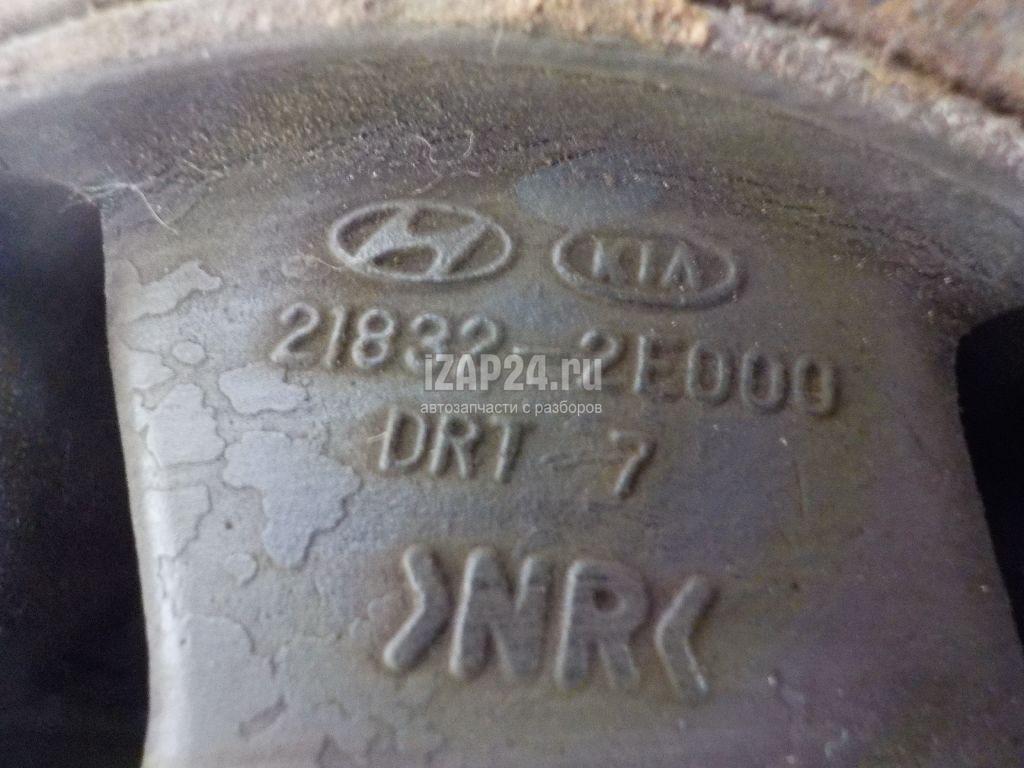 KIA
21832-2E000
iZAP24.ru
автозапчасти с разборов
DRT 7
>NR<